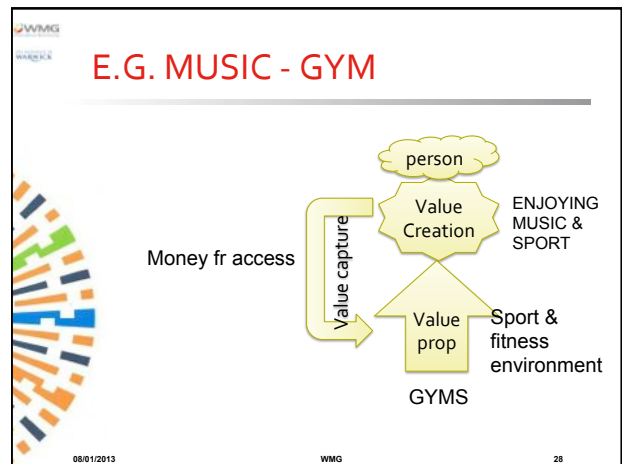 WMG
WARWICK
E.G. MUSIC - GYM
person
Value
Creation
ENJOYING
MUSIC &
SPORT
Money fr access
Value capture
Value
prop
Sport &
fitness
environment
GYMS
08/01/2013
WMG
28